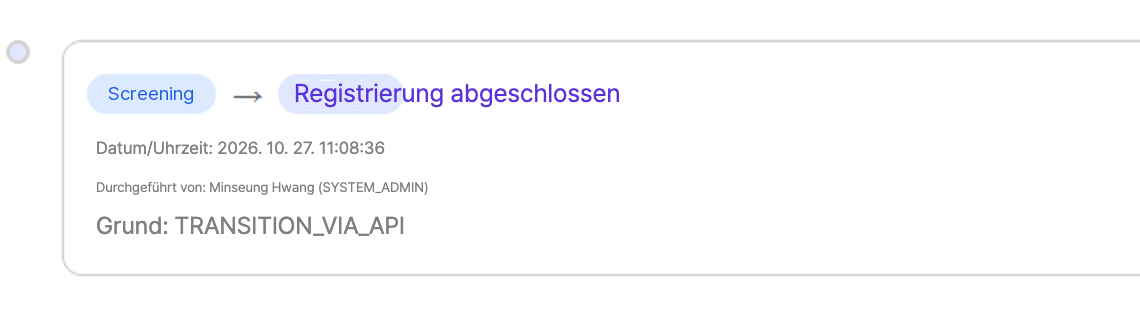 Screening → Registrierung abgeschlossen
Datum/Uhrzeit: 2026. 10. 27. 11:08:36
Durchgeführt von: Minseung Hwang (SYSTEM_ADMIN)
Grund: TRANSITION_VIA_API